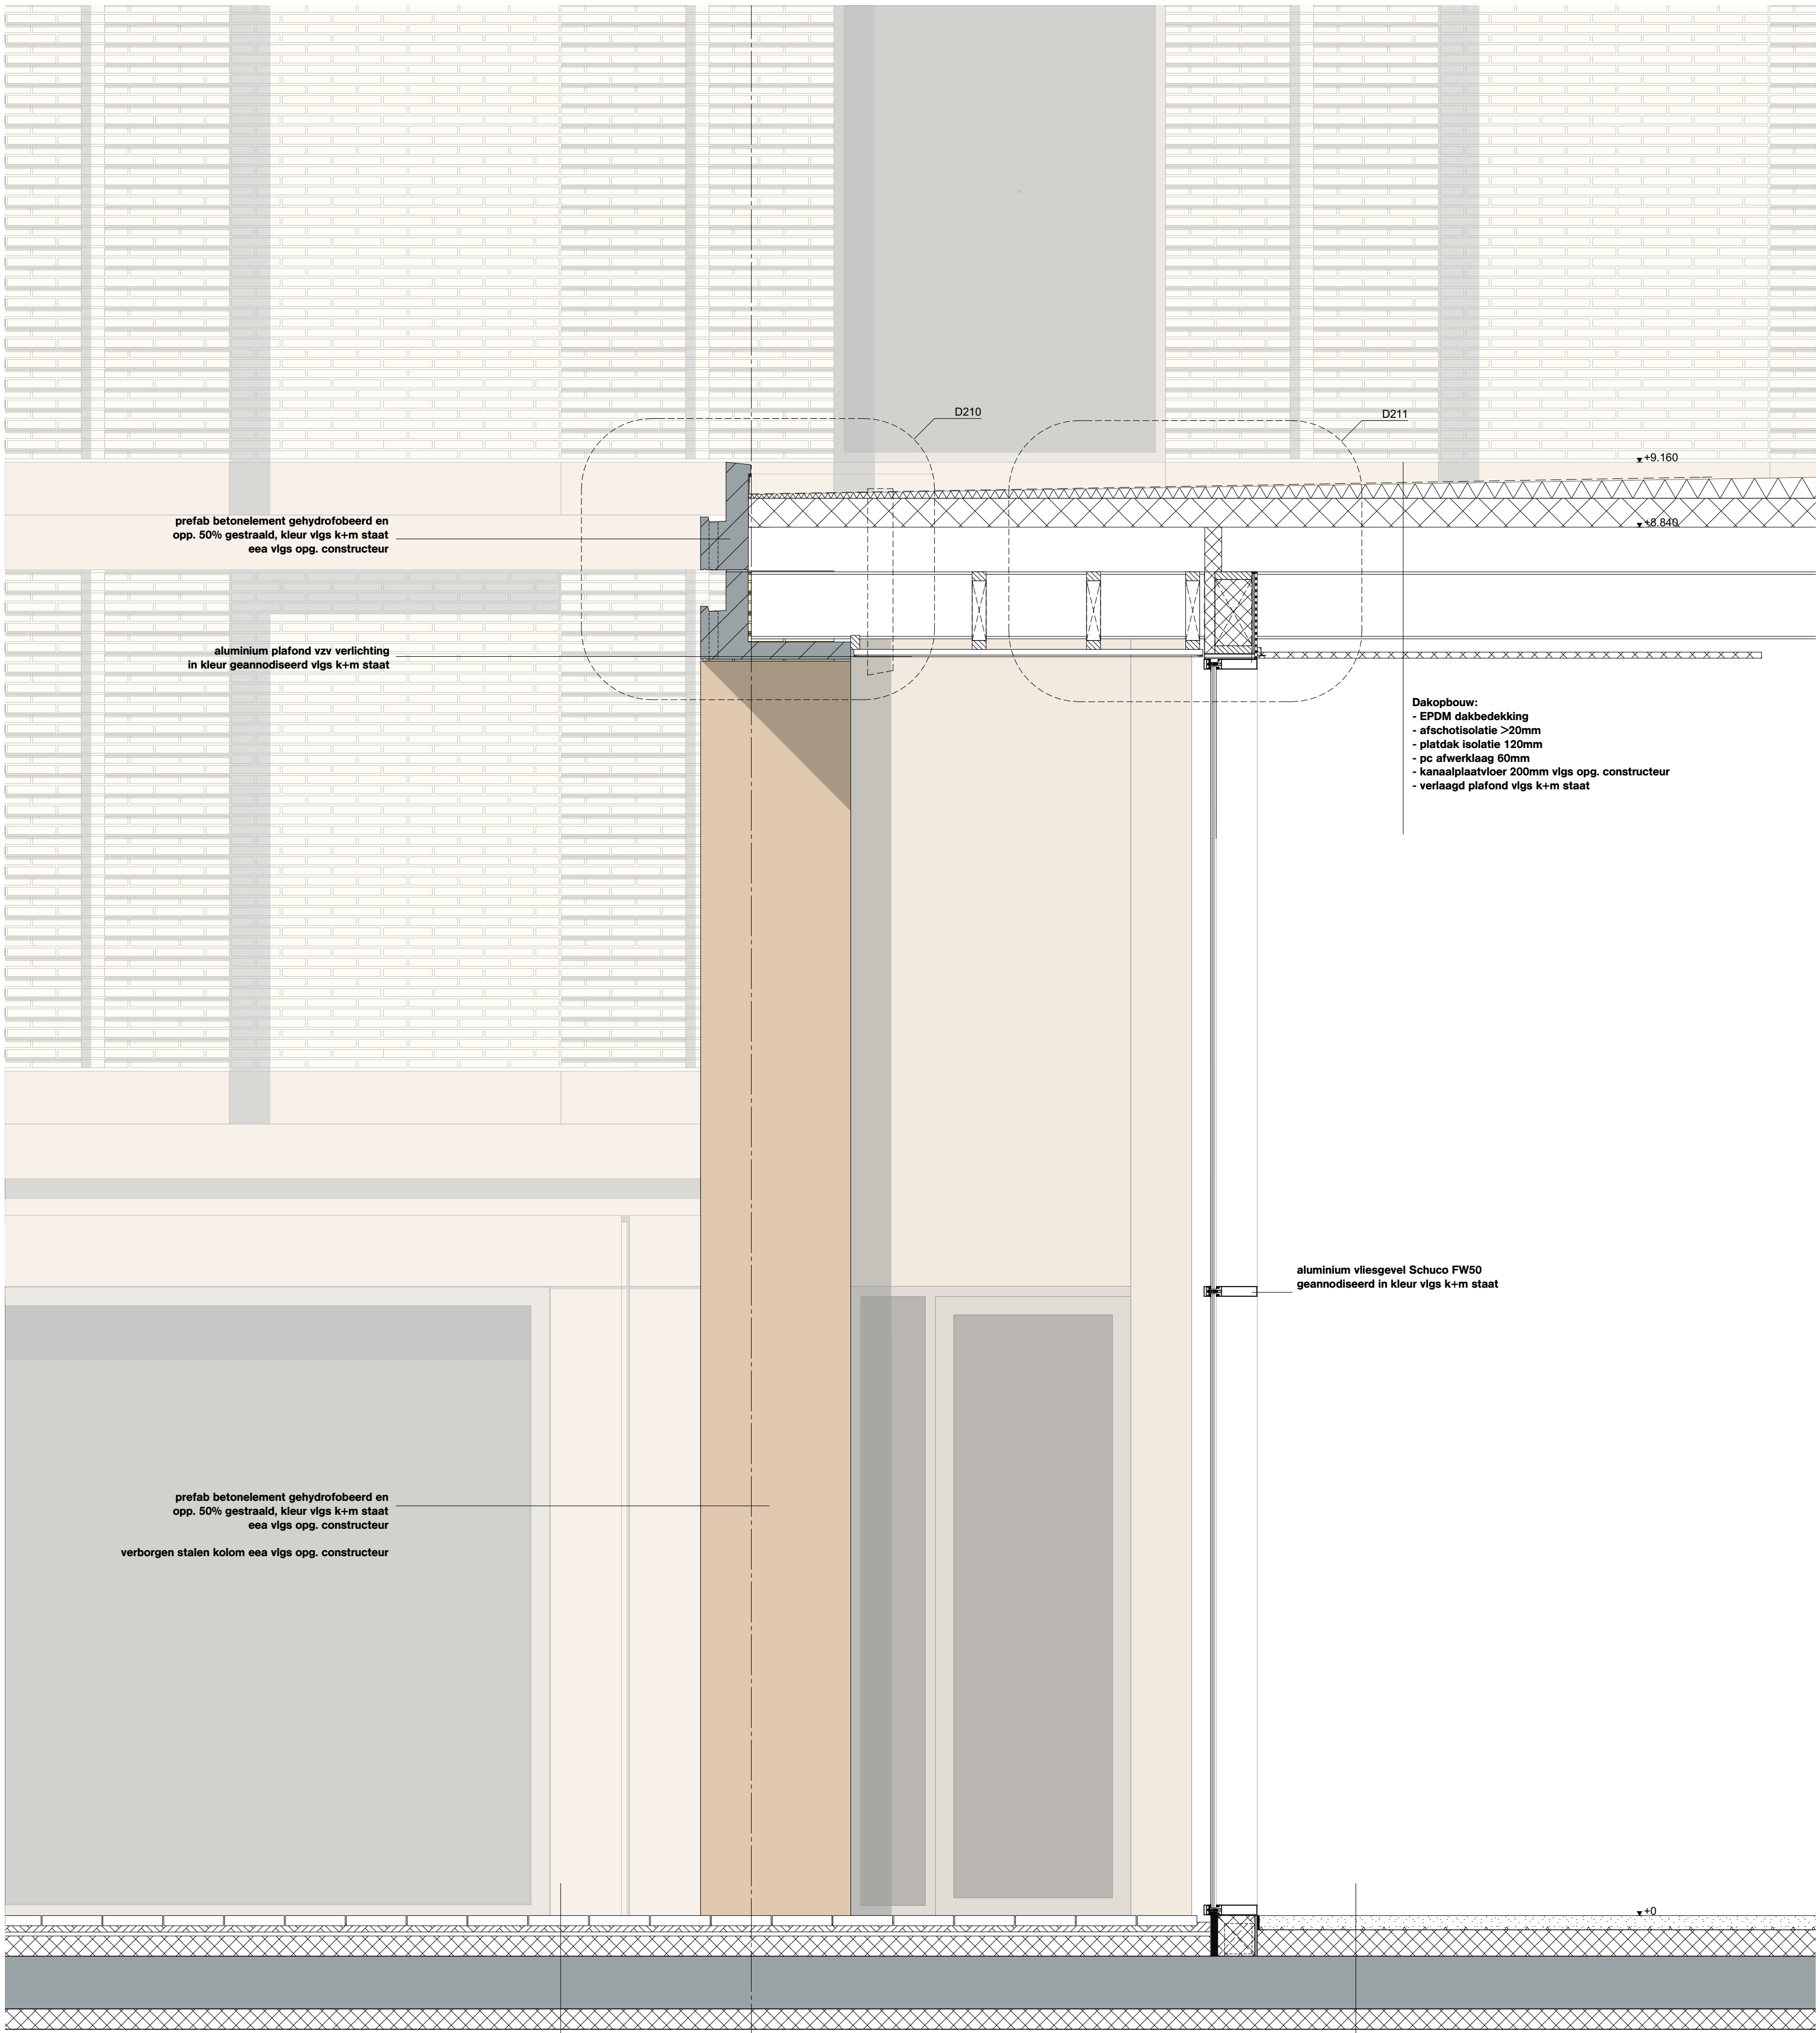 D210
D211
+9.160
prefab betonelement gehydrofobeerd en
opp. 50% gestraald, kleur vlgs k+m staat
eea vlgs opg. constructeur
+8.840
aluminium plafond vzv verlichting
in kleur geannodiseerd vlgs k+m staat
Dakopbouw:
- EPDM dakbedekking
- afschotisolatie >20mm
- platdak isolatie 120mm
- pc afwerklaag 60mm
- kanaalplaatvloer 200mm vlgs opg. constructeur
- verlaagd plafond vlgs k+m staat
aluminium vliesgevel Schuco FW50
geannodiseerd in kleur vlgs k+m staat
prefab betonelement gehydrofobeerd en
opp. 50% gestraald, kleur vlgs k+m staat
eea vlgs opg. constructeur
verborgen stalen kolom eea vlgs opg. constructeur
+0